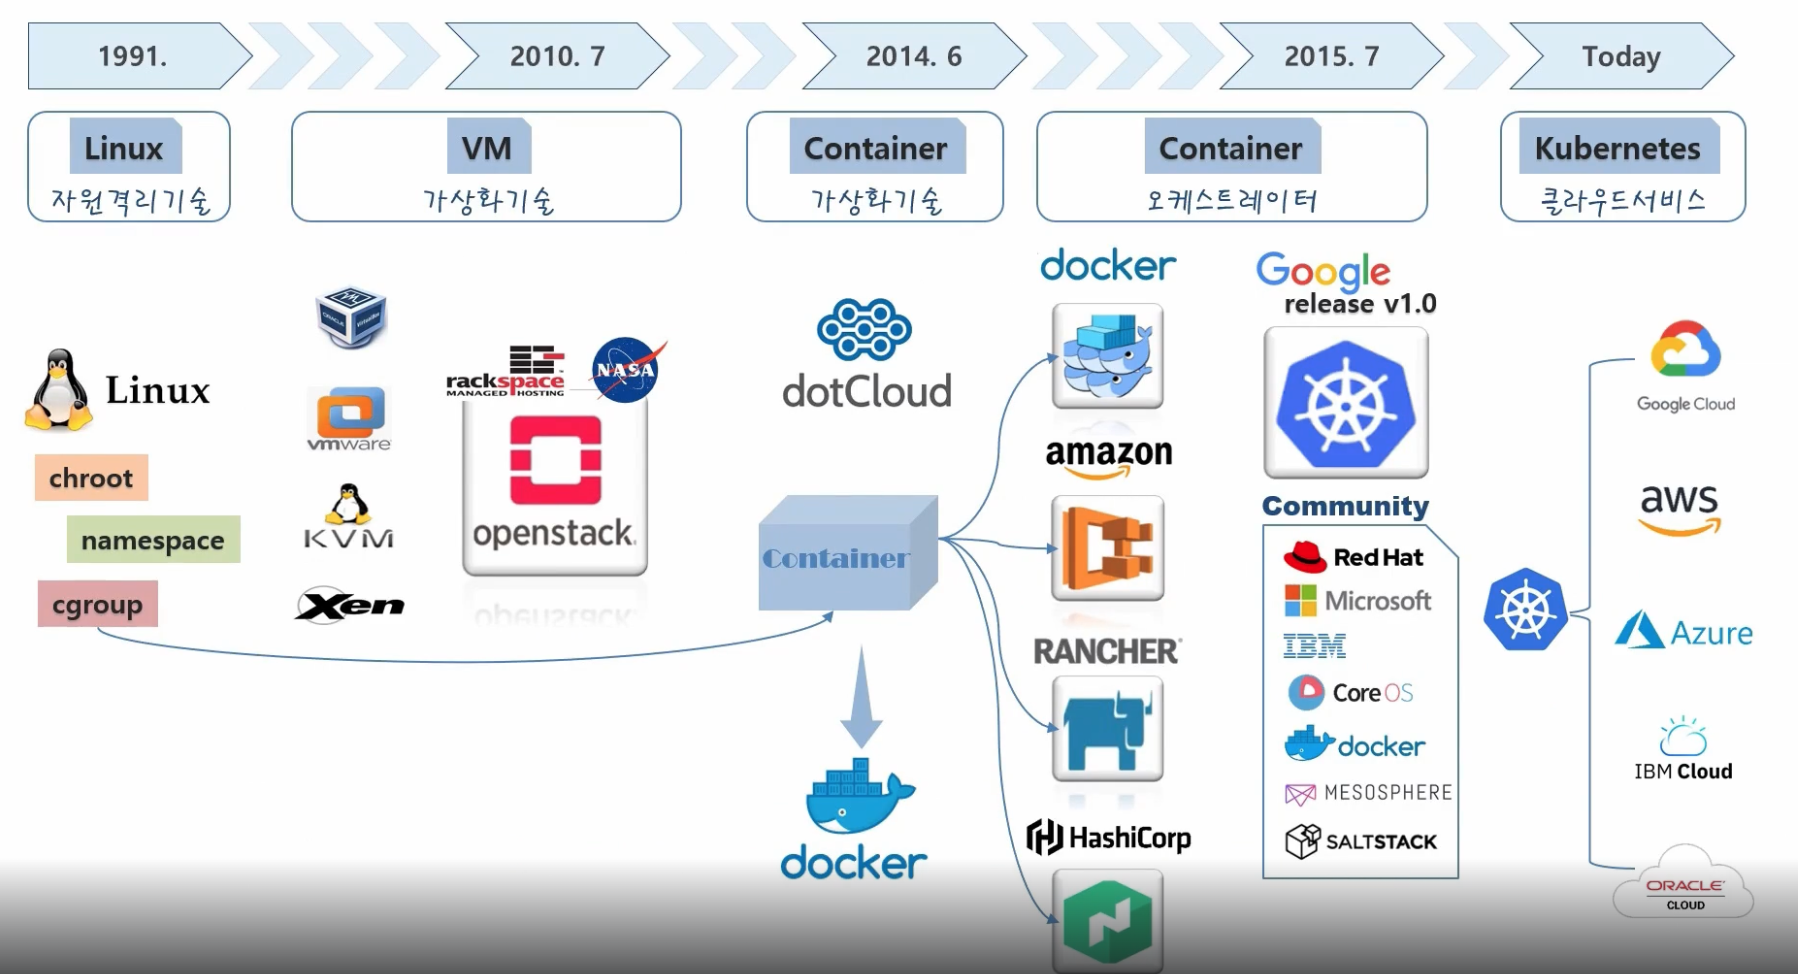 1991.
2010. 7
2014. 6
2015. 7
Today
Linux
자원격리기술
VM
가상화기술
Container
가상화기술
Container
오케스트레이터
Kubernetes
클라우드서비스
Linux
chroot
namespace
cgroup
ORACLE
VirtualBox
vmware
KVM
Xen
rackspace
MANAGED HOSTING
NASA
openstack.
dotCloud
Container
docker
docker
amazon
RANCHER®
HashiCorp
Google
release v1.0
Community
Red Hat
Microsoft
IBM
Core OS
docker
MESOSPHERE
SALTSTACK
Google Cloud
aws
Azure
IBM Cloud
ORACLE®
CLOUD